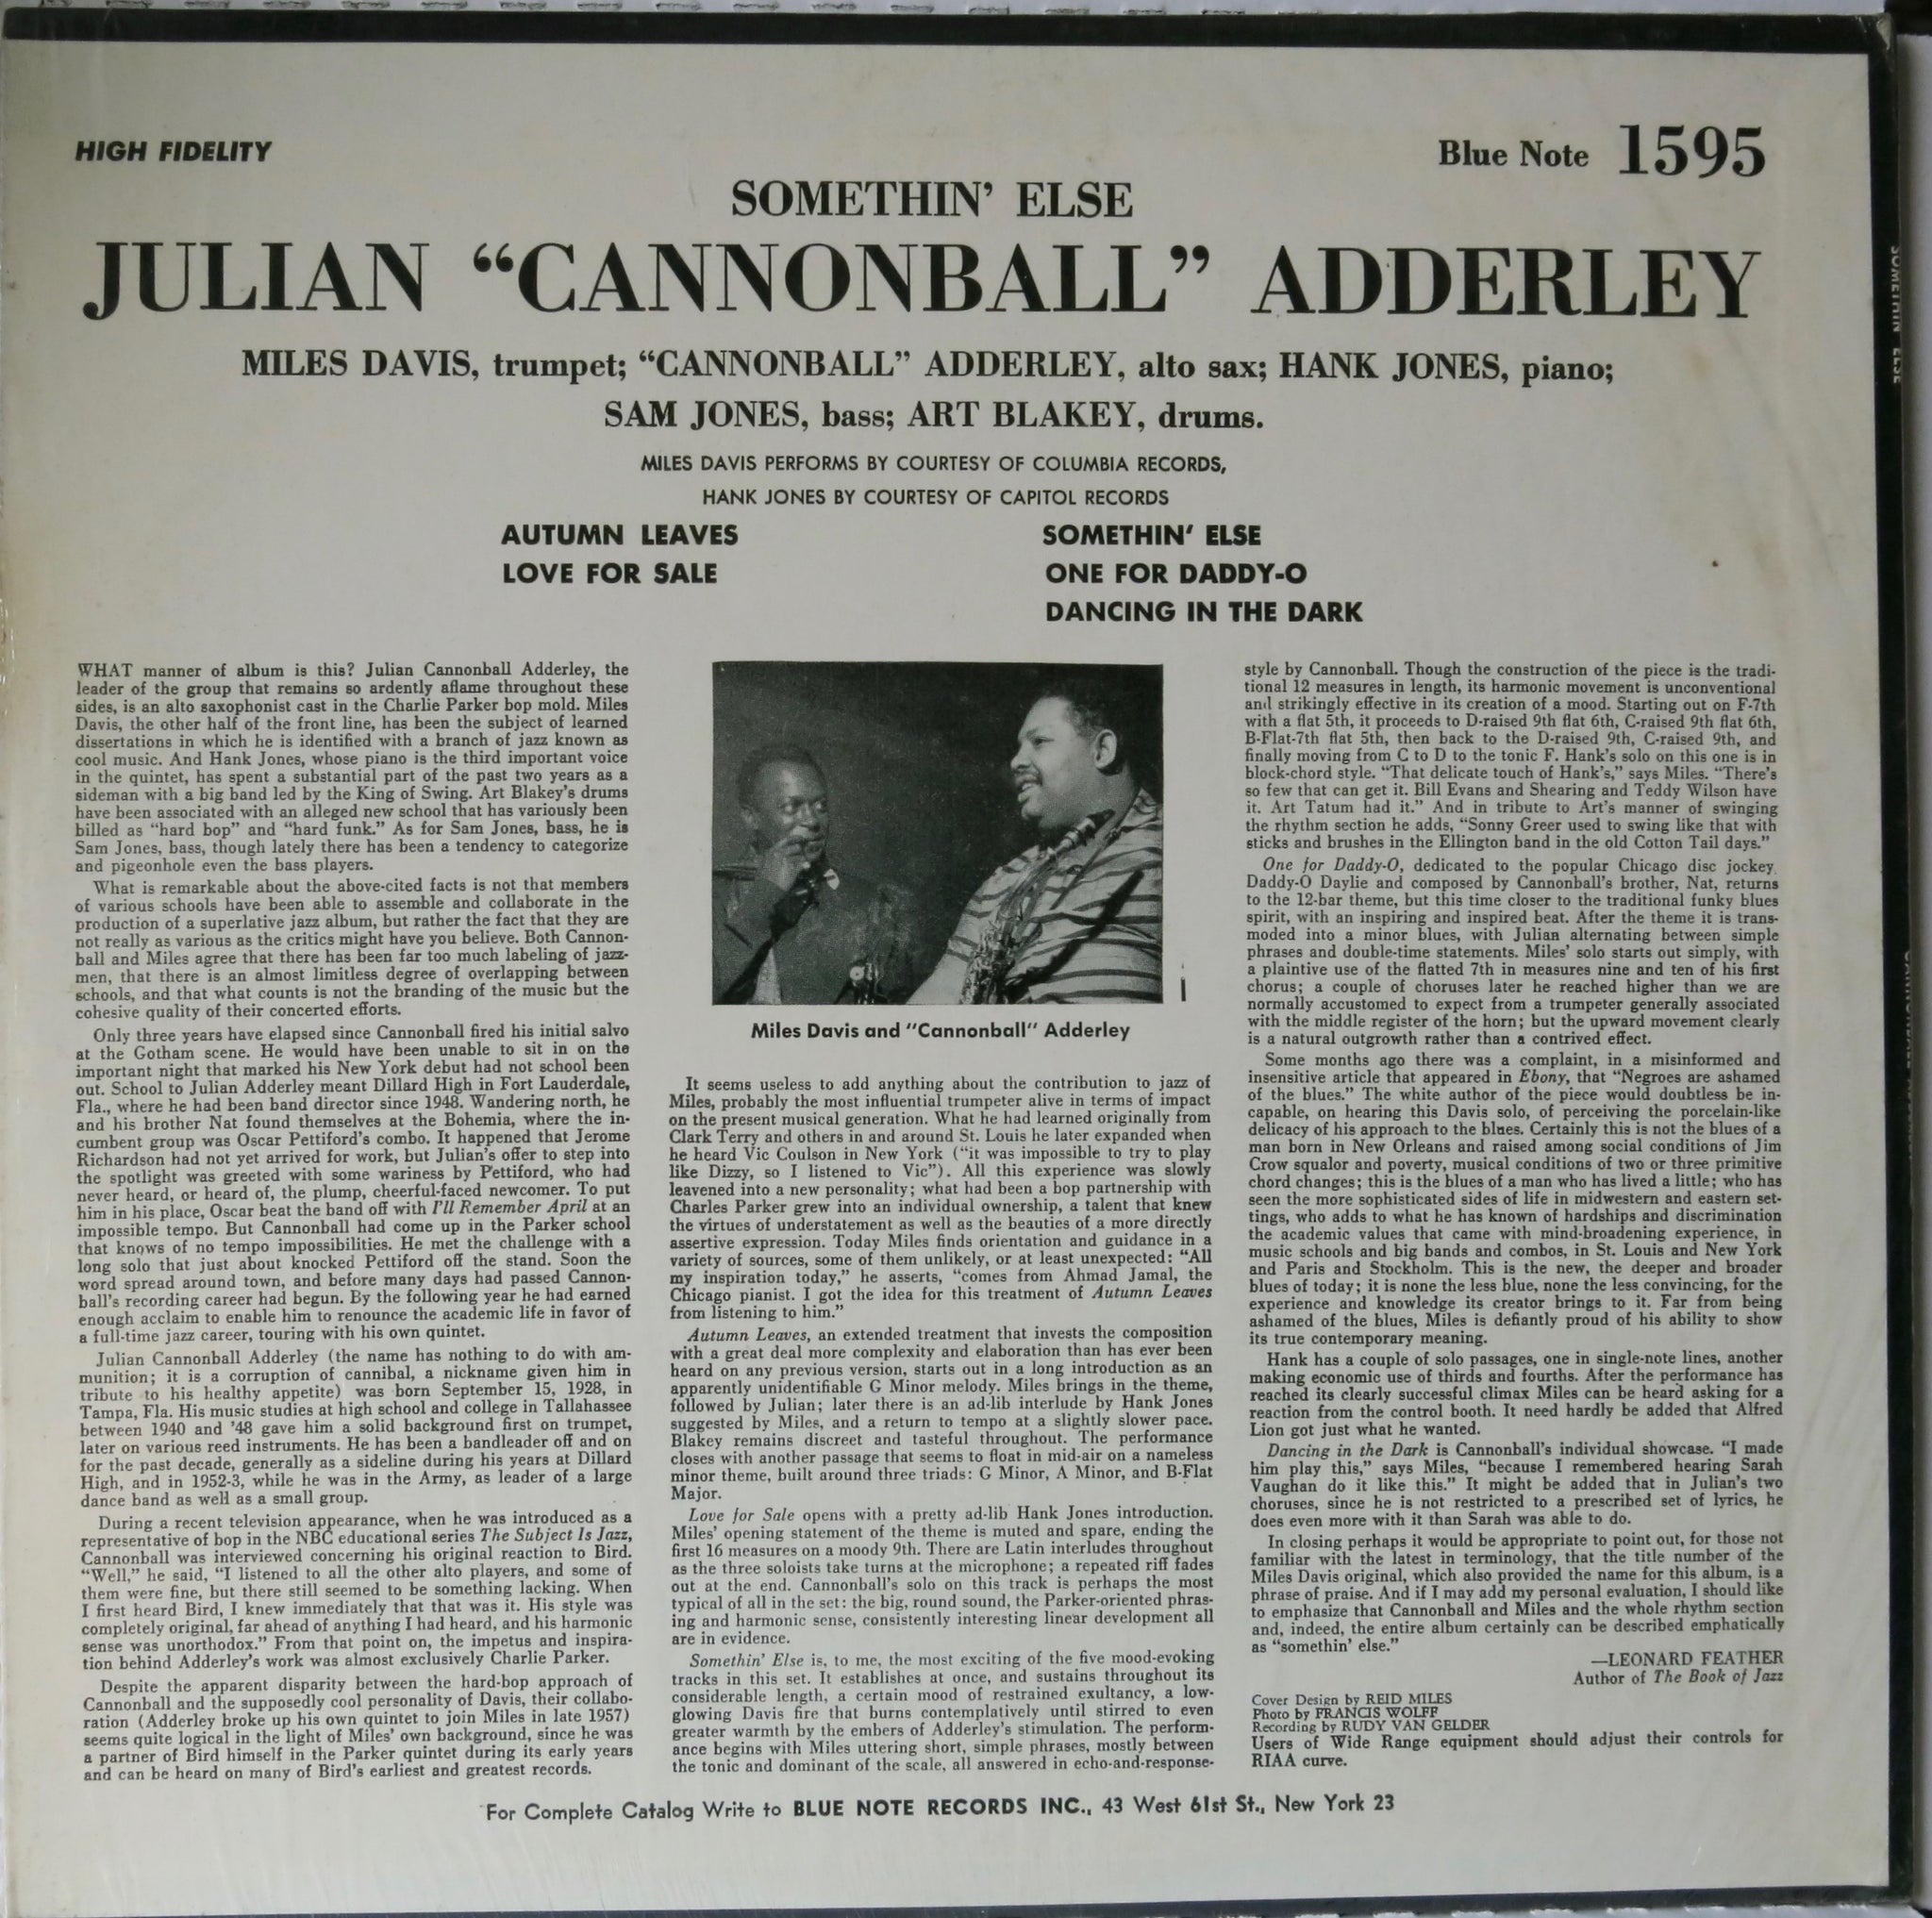 HIGH FIDELITY
Blue Note 1595
SOMETHIN' ELSE
JULIAN “CANNONBALL” ADDERLEY
MILES DAVIS, trumpet; “CANNONBALL” ADDERLEY, alto sax; HANK JONES, piano;
SAM JONES, bass; ART BLAKEY, drums.
MILES DAVIS PERFORMS BY COURTESY OF COLUMBIA RECORDS,
HANK JONES BY COURTESY OF CAPITOL RECORDS
AUTUMN LEAVES
LOVE FOR SALE
SOMETHIN' ELSE
ONE FOR DADDY-O
DANCING IN THE DARK
WHAT manner of album is this? Julian Cannonball Adderley, the
leader of the group that remains so ardently aflame throughout these
sides, is an alto saxophonist cast in the Charlie Parker bop mold. Miles
Davis, the other half of the front line, has been the subject of learned
dissertations in which he is identified with a branch of jazz known as
cool music. And Hank Jones, whose piano is the third important voice
in the quintet, has spent a substantial part of the past two years as a
sideman with a big band led by the King of Swing. Art Blakey's drums
have been associated with an alleged new school that has variously been
billed as “hard bop” and “hard funk.” As for Sam Jones, bass, he is
Sam Jones, bass, though lately there has been a tendency to categorize
and pigeonhole even the bass players.
What is remarkable about the above-cited facts is not that members
of various schools have been able to assemble and collaborate in the
production of a superlative jazz album, but rather the fact that they are
not really as various as the critics might have you believe. Both Cannon-
ball and Miles agree that there has been far too much labeling of jazz-
men, that there is an almost limitless degree of overlapping between
schools, and that what counts is not the branding of the music but the
cohesive quality of their concerted efforts.
Only three years have elapsed since Cannonball fired his initial salvo
at the Gotham scene. He would have been unable to sit in on the
important night that marked his New York debut had not school been
out. School to Julian Adderley meant Dillard High in Fort Lauderdale,
Fla., where he had been band director since 1948. Wandering north, he
and his brother Nat found themselves at the Bohemia, where the in-
cumbent group was Oscar Pettiford's combo. It happened that Jerome
Richardson had not yet arrived for work, but Julian's offer to step into
the spotlight was greeted with some wariness by Pettiford, who had
never heard, or heard of, the plump, cheerful-faced newcomer. To put
him in his place, Oscar beat the band off with I'll Remember April at an
impossible tempo. But Cannonball had come up in the Parker school
that knows of no tempo impossibilities. He met the challenge with a
long solo that just about knocked Pettiford off the stand. Soon the
word spread around town, and before many days had passed Cannon-
ball's recording career had begun. By the following year he had earned
enough acclaim to enable him to renounce the academic life in favor of
a full-time jazz career, touring with his own quintet.
Julian Cannonball Adderley (the name has nothing to do with am-
munition; it is a corruption of cannibal, a nickname given him in
tribute to his healthy appetite) was born September 15, 1928, in
Tampa, Fla. His music studies at high school and college in Tallahassee
between 1940 and '48 gave him a solid background first on trumpet,
later on various reed instruments. He has been a bandleader off and on
for the past decade, generally as a sideline during his years at Dillard
High, and in 1952-3, while he was in the Army, as leader of a large
dance band as well as a small group.
During a recent television appearance, when he was introduced as a
representative of bop in the NBC educational series The Subject Is Jazz,
Cannonball was interviewed concerning his original reaction to Bird.
“Well,” he said, “I listened to all the other alto players, and some of
them were fine, but there still seemed to be something lacking. When
I first heard Bird, I knew immediately that that was it. His style was
completely original, far ahead of anything I had heard, and his harmonic
sense was unorthodox.” From that point on, the impetus and inspira-
tion behind Adderley's work was almost exclusively Charlie Parker.
Despite the apparent disparity between the hard-bop approach of
Cannonball and the supposedly cool personality of Davis, their collabo-
ration (Adderley broke up his own quintet to join Miles in late 1957)
seems quite logical in the light of Miles' own background, since he was
a partner of Bird himself in the Parker quintet during its early years
and can be heard on many of Bird's earliest and greatest records.
Miles Davis and "Cannonball" Adderley
It seems useless to add anything about the contribution to jazz of
Miles, probably the most influential trumpeter alive in terms of impact
on the present musical generation. What he had learned originally from
Clark Terry and others in and around St. Louis he later expanded when
he heard Vic Coulson in New York (“it was impossible to try to play
like Dizzy, so I listened to Vic”). All this experience was slowly
leavened into a new personality; what had been a bop partnership with
Charles Parker grew into an individual ownership, a talent that knew
the virtues of understatement as well as the beauties of a more directly
assertive expression. Today Miles finds orientation and guidance in a
variety of sources, some of them unlikely, or at least unexpected: “All
my inspiration today,” he asserts, “comes from Ahmad Jamal, the
Chicago pianist. I got the idea for this treatment of Autumn Leaves
from listening to him.”
Autumn Leaves, an extended treatment that invests the composition
with a great deal more complexity and elaboration than has ever been
heard on any previous version, starts out in a long introduction as an
apparently unidentifiable G Minor melody. Miles brings in the theme,
followed by Julian; later there is an ad-lib interlude by Hank Jones
suggested by Miles, and a return to tempo at a slightly slower pace.
Blakey remains discreet and tasteful throughout. The performance
closes with another passage that seems to float in mid-air on a nameless
minor theme, built around three triads: G Minor, A Minor, and B-Flat
Major.
Love for Sale opens with a pretty ad-lib Hank Jones introduction.
Miles' opening statement of the theme is muted and spare, ending the
first 16 measures on a moody 9th. There are Latin interludes throughout
as the three soloists take turns at the microphone; a repeated riff fades
out at the end. Cannonball's solo on this track is perhaps the most
typical of all in the set: the big, round sound, the Parker-oriented phras-
ing and harmonic sense, consistently interesting linear development all
are in evidence.
Somethin' Else is, to me, the most exciting of the five mood-evoking
tracks in this set. It establishes at once, and sustains throughout its
considerable length, a certain mood of restrained exultancy, a low-
glowing Davis fire that burns contemplatively until stirred to even
greater warmth by the embers of Adderley's stimulation. The perform-
ance begins with Miles uttering short, simple phrases, mostly between
the tonic and dominant of the scale, all answered in echo-and-response-
style by Cannonball. Though the construction of the piece is the tradi-
tional 12 measures in length, its harmonic movement is unconventional
and strikingly effective in its creation of a mood. Starting out on F-7th
with a flat 5th, it proceeds to D-raised 9th flat 6th, C-raised 9th flat 6th,
B-Flat-7th flat 5th, then back to the D-raised 9th, C-raised 9th, and
finally moving from C to D to the tonic F. Hank's solo on this one is in
block-chord style. “That delicate touch of Hank's,” says Miles. “There's
so few that can get it. Bill Evans and Shearing and Teddy Wilson have
it. Art Tatum had it.” And in tribute to Art's manner of swinging
the rhythm section he adds, “Sonny Greer used to swing like that with
sticks and brushes in the Ellington band in the old Cotton Tail days.”
One for Daddy-O, dedicated to the popular Chicago disc jockey
Daddy-O Daylie and composed by Cannonball's brother, Nat, returns
to the 12-bar theme, but this time closer to the traditional funky blues
spirit, with an inspiring and inspired beat. After the theme it is trans-
moded into a minor blues, with Julian alternating between simple
phrases and double-time statements. Miles' solo starts out simply, with
a plaintive use of the flatted 7th in measures nine and ten of his first
chorus; a couple of choruses later he reached higher than we are
normally accustomed to expect from a trumpeter generally associated
with the middle register of the horn; but the upward movement clearly
is a natural outgrowth rather than a contrived effect.
Some months ago there was a complaint, in a misinformed and
insensitive article that appeared in Ebony, that “Negroes are ashamed
of the blues.” The white author of the piece would doubtless be in-
capable, on hearing this Davis solo, of perceiving the porcelain-like
delicacy of his approach to the blues. Certainly this is not the blues of a
man born in New Orleans and raised among social conditions of Jim
Crow squalor and poverty, musical conditions of two or three primitive
chord changes; this is the blues of a man who has lived a little; who has
seen the more sophisticated sides of life in midwestern and eastern set-
tings, who adds to what he has known of hardships and discrimination
the academic values that came with mind-broadening experience, in
music schools and big bands and combos, in St. Louis and New York
and Paris and Stockholm. This is the new, the deeper and broader
blues of today; it is none the less blue, none the less convincing, for the
experience and knowledge its creator brings to it. Far from being
ashamed of the blues, Miles is defiantly proud of his ability to show
its true contemporary meaning.
Hank has a couple of solo passages, one in single-note lines, another
making economic use of thirds and fourths. After the performance has
reached its clearly successful climax Miles can be heard asking for a
reaction from the control booth. It need hardly be added that Alfred
Lion got just what he wanted.
Dancing in the Dark is Cannonball's individual showcase. “I made
him play this,” says Miles, “because I remembered hearing Sarah
Vaughan do it like this.” It might be added that in Julian's two
choruses, since he is not restricted to a prescribed set of lyrics, he
does even more with it than Sarah was able to do.
In closing perhaps it would be appropriate to point out, for those not
familiar with the latest in terminology, that the title number of the
Miles Davis original, which also provided the name for this album, is a
phrase of praise. And if I may add my personal evaluation, I should like
to emphasize that Cannonball and Miles and the whole rhythm section
and, indeed, the entire album certainly can be described emphatically
as “somethin' else.”
—LEONARD FEATHER
Author of The Book of Jazz
Cover Design by REID MILES
Photo by FRANCIS WOLFF
Recording by RUDY VAN GELDER
Users of Wide Range equipment should adjust their controls for
RIAA curve.
For Complete Catalog Write to BLUE NOTE RECORDS INC., 43 West 61st St., New York 23
SOMETHIN' ELSE